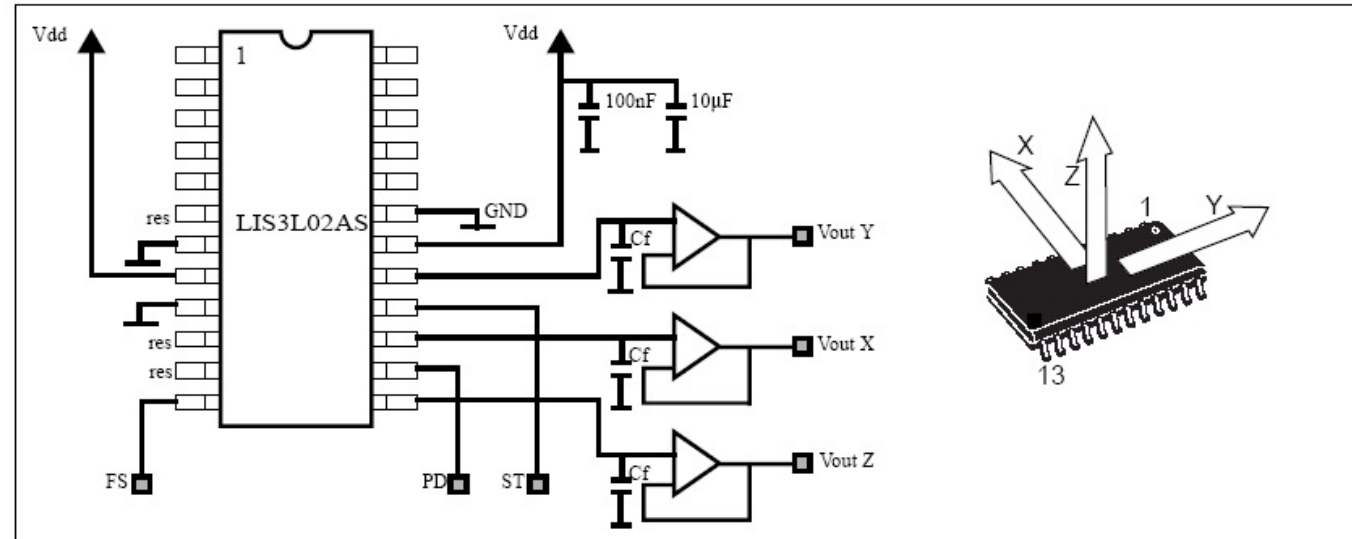 Vdd
1
Vdd
100nF
10µF
res
LIS3L02AS
GND
Cf
Vout Y
res
Cf
Vout X
res
FS
PD
ST
Cf
Vout Z
X
Z
1
Y
13